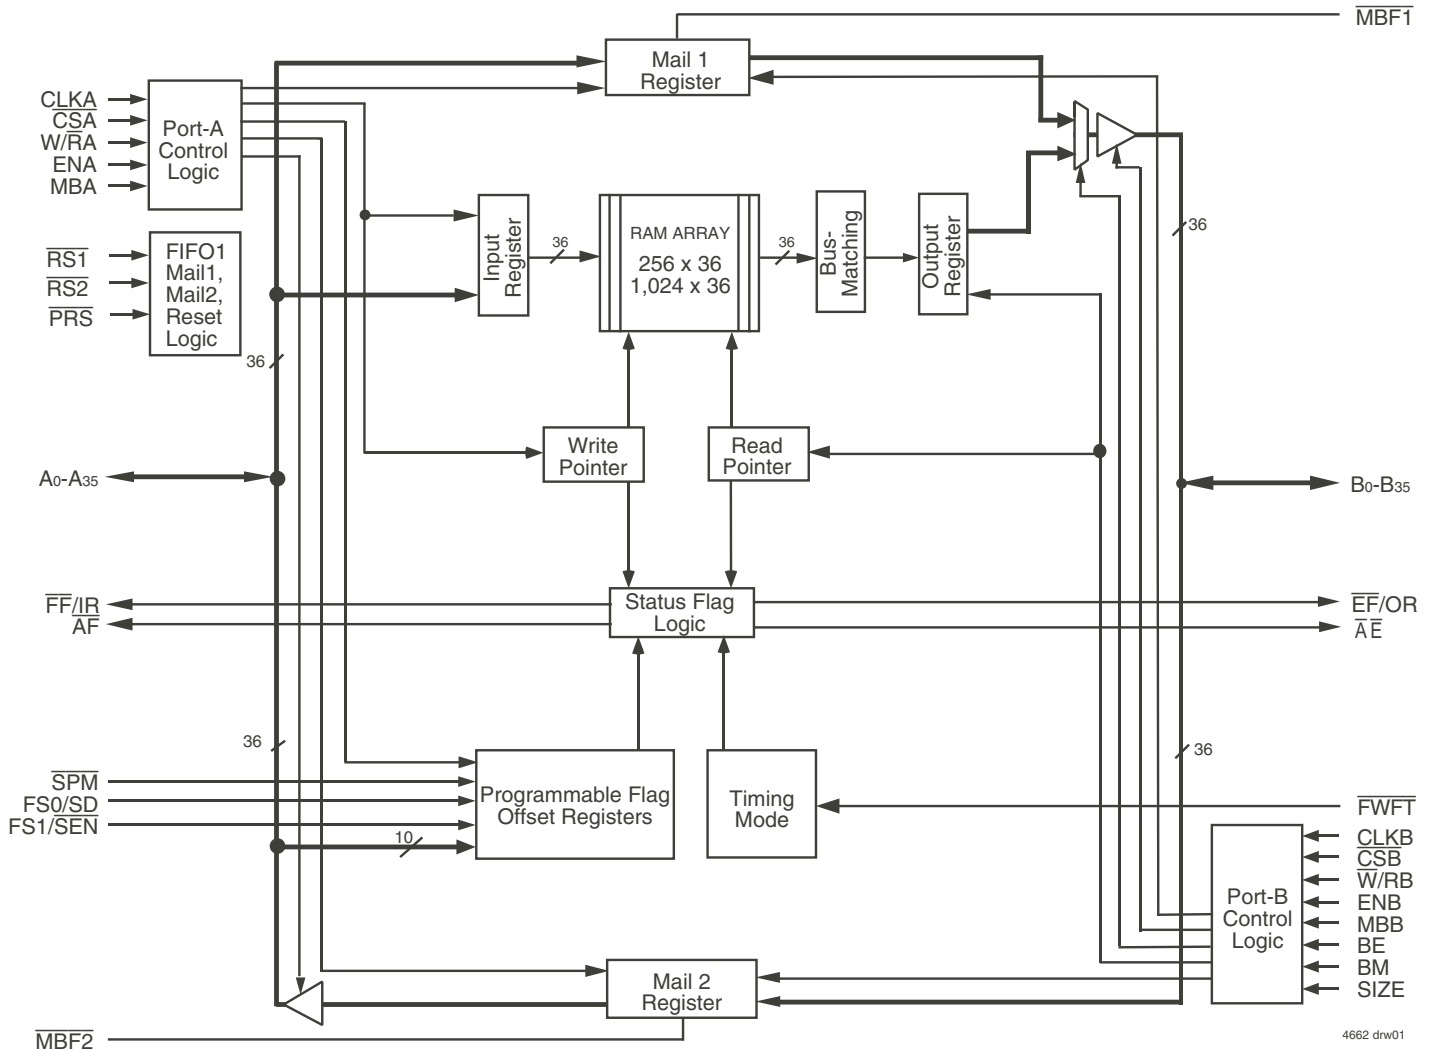 MBF1
Mail 1
Register
CLKA
CSA
W/RA
ENA
MBA
Port-A
Control
Logic
RS1
RS2
PRS
FIFO1
Mail1,
Mail2,
Reset
Logic
36
Input
Register
36
RAM ARRAY
256 x 36
1,024 x 36
36
Bus-
Matching
Output
Register
36
Write
Pointer
Read
Pointer
A0-A35
B0-B35
FF/IR
AF
Status Flag
Logic
EF/OR
AE
36
36
SPM
FS0/SD
FS1/SEN
10
Programmable Flag
Offset Registers
Timing
Mode
FWFT
Port-B
Control
Logic
CLKB
CSB
W/RB
ENB
MBB
BE
BM
SIZE
Mail 2
Register
MBF2
4662 drw01